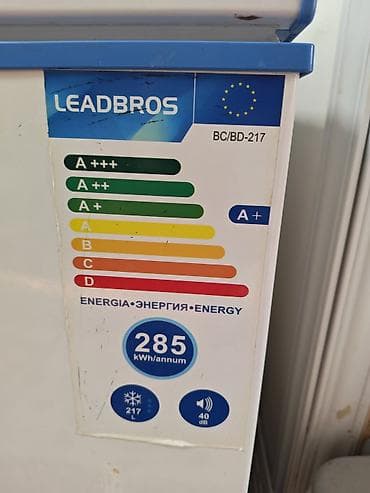 LEADBROS
BC/BD-217
A +++
A ++
A +
A +
A
B
C
D
ENERGIA•ЭНЕРГИЯ•ENERGY
285
kWh/annum
217
L
40
dB